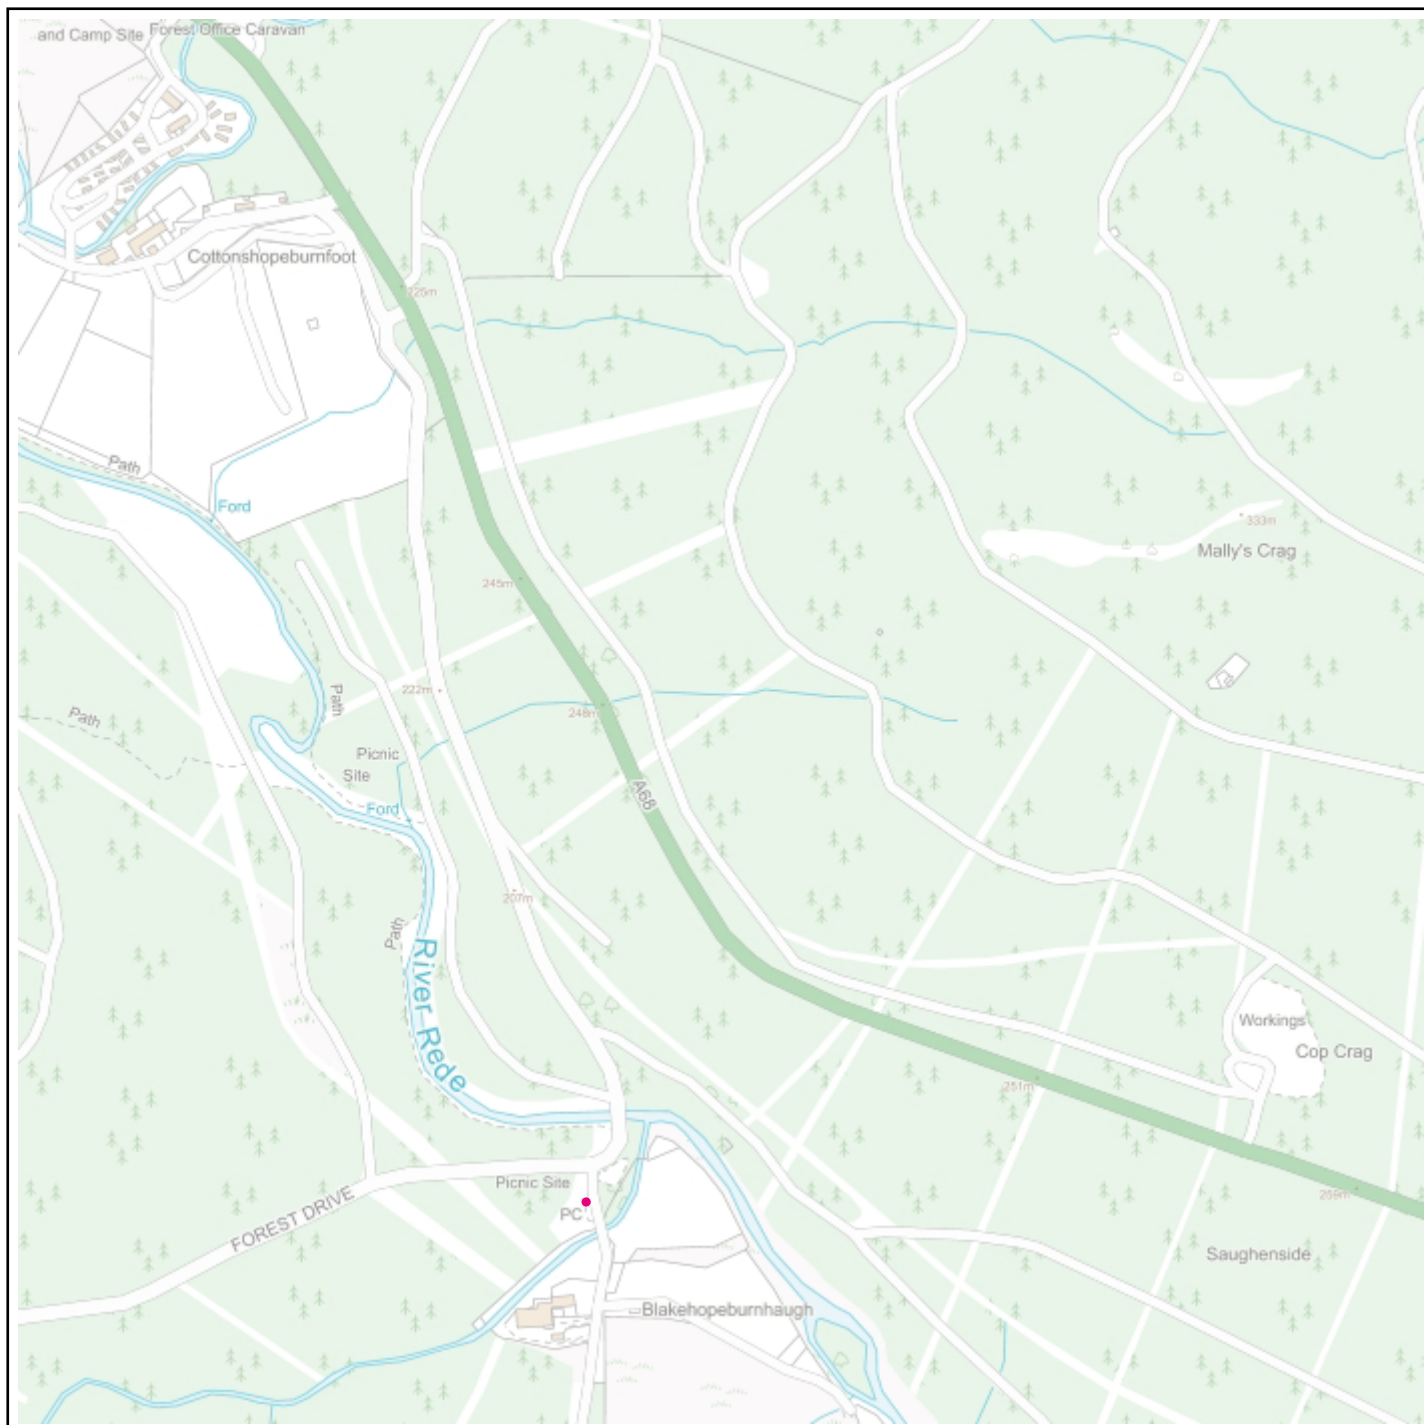 and Camp Site Forest Office Caravan
Cottonshopeburnfoot
225m
Path
Ford
333m
Mally's Crag
245m
Path
222m
248m
Path
Picnic
Site
A68
Ford
207m
Path
River Rede
Workings
Cop Crag
251m
Picnic Site
259m
PC
FOREST DRIVE
Saughenside
Blakehopeburnhaugh